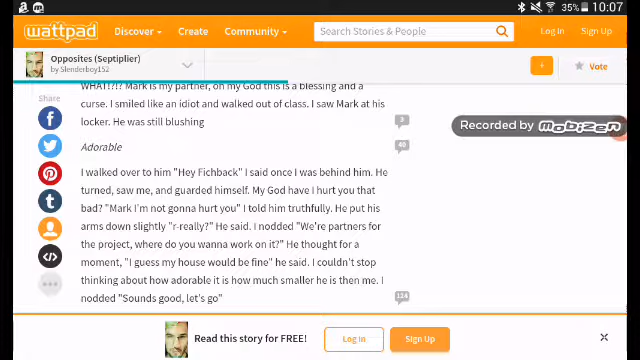 35% 10:07
wattpad Discover Create Community Search Stories & People Log In Sign Up
Opposites (Septiplier)
by Slenderboy152
+ Vote
WHAT!?!? Mark is my partner, oh my God this is a blessing and a
Share
curse. I smiled like an idiot and walked out of class. I saw Mark at his
locker. He was still blushing
3
Recorded by mobizen
Adorable
40
I walked over to him "Hey Fichback" I said once I was behind him. He
turned, saw me, and guarded himself. My God have I hurt you that
bad? "Mark I'm not gonna hurt you" I told him truthfully. He put his
arms down slightly "r-really?" He said. I nodded "We're partners for
the project, where do you wanna work on it?" He thought for a
moment, "I guess my house would be fine" he said. I couldn't stop
thinking about how adorable it is how much smaller he is then me. I
nodded "Sounds good, let's go"
124
Read this story for FREE! Log In Sign Up